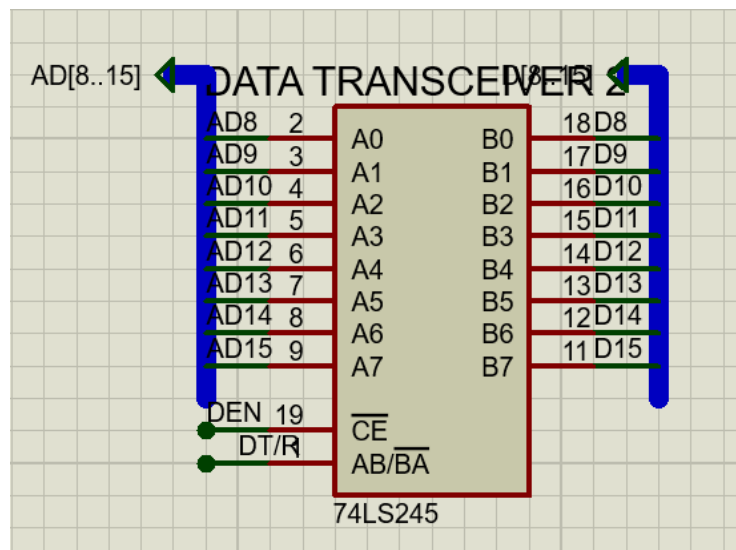 AD[8..15]
DATA TRANSCEIVER 2
D[8..15]
AD8 2 A0 B0 18 D8
AD9 3 A1 B1 17 D9
AD10 4 A2 B2 16 D10
AD11 5 A3 B3 15 D11
AD12 6 A4 B4 14 D12
AD13 7 A5 B5 13 D13
AD14 8 A6 B6 12 D14
AD15 9 A7 B7 11 D15
DEN 19 CE
DT/R 1 AB/BA
74LS245